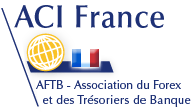 ACI France
AFTB - Association du Forex
et des Trésoriers de Banque